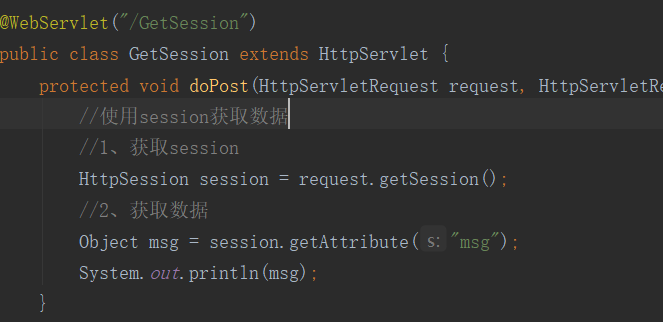 @WebServlet("/GetSession")
public class GetSession extends HttpServlet {
protected void doPost(HttpServletRequest request, HttpServletRe
//使用session获取数据
//1、获取session
HttpSession session = request.getSession();
//2、获取数据
Object msg = session.getAttribute( s: "msg");
System.out.println(msg);
}